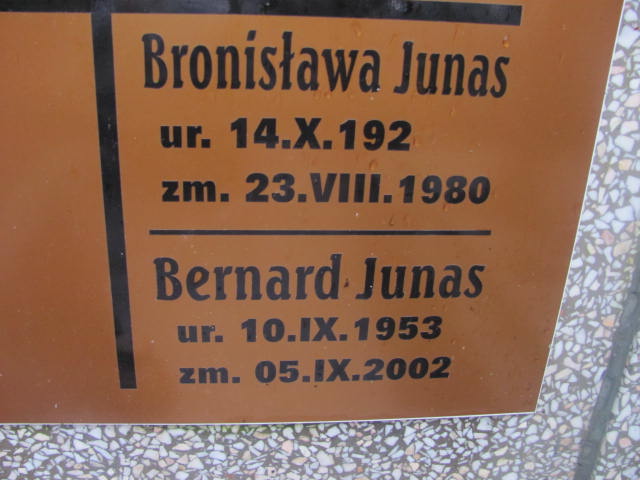 Bronisława Junas
ur. 14.X.192
zm. 23.VIII.1980
Bernard Junas
ur. 10.IX.1953
zm. 05.IX.2002